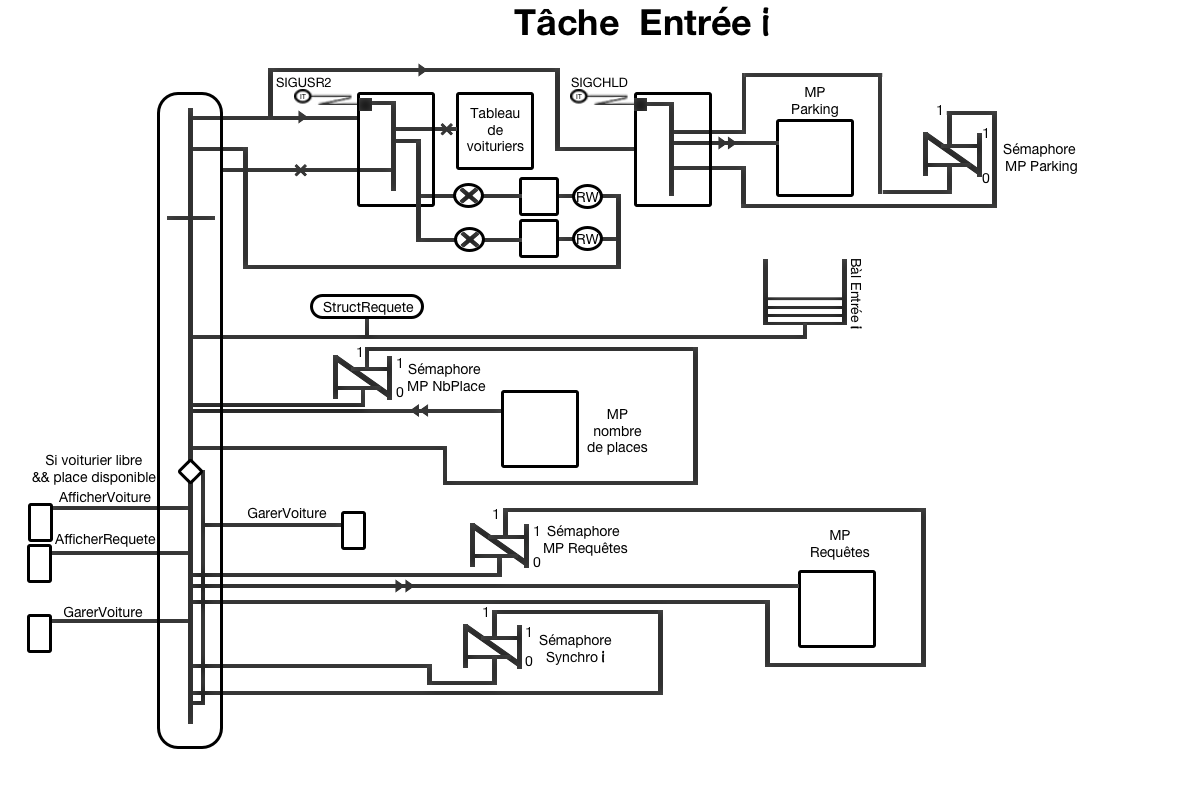 Tâche Entrée i
SIGUSR2
IT
SIGCHLD
IT
Tableau
de
voituriers
MP
Parking
1
1
0
Sémaphore
MP Parking
RW
RW
Bàl Entrée i
StructRequete
1
1
0
Sémaphore
MP NbPlace
MP
nombre
de places
Si voiturier libre
&& place disponible
AfficherVoiture
GarerVoiture
AfficherRequete
1
1
0
Sémaphore
MP Requêtes
MP
Requêtes
GarerVoiture
1
1
0
Sémaphore
Synchro i